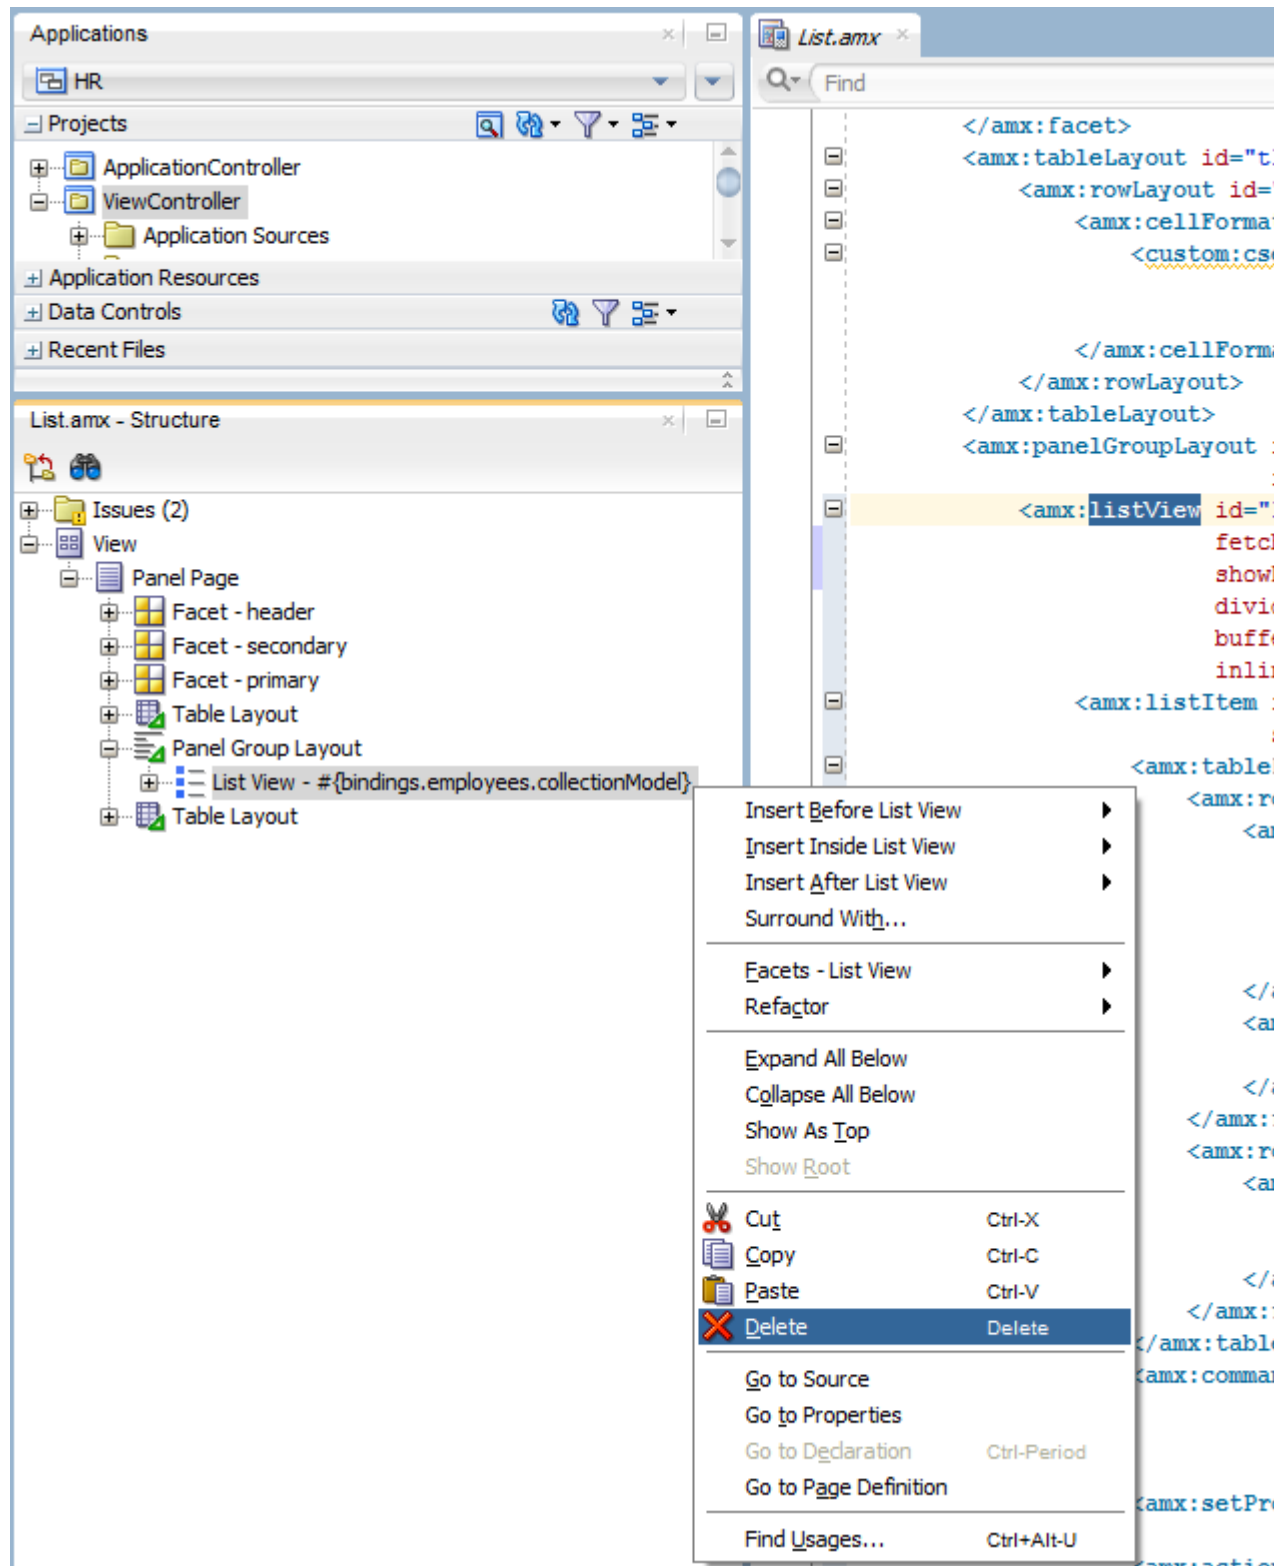 Applications
HR
Projects
ApplicationController
ViewController
Application Sources
Application Resources
Data Controls
Recent Files
List.amx - Structure
Issues (2)
View
Panel Page
Facet - header
Facet - secondary
Facet - primary
Table Layout
Panel Group Layout
List View - #{bindings.employees.collectionModel}
Table Layout
List.amx
Find
</amx:facet>
<amx:tableLayout id="t
<amx:rowLayout id=
<amx:cellForma
<custom:cs
</amx:cellForm
</amx:rowLayout>
</amx:tableLayout>
<amx:panelGroupLayout
<amx:listView id="
fetch
show
divi
buff
inli
<amx:listItem
<amx:table
<amx:r
<a
</
<a
</
</amx:
<amx:r
<a
</
</amx:
</amx:tabl
<amx:comma
<amx:setPr
<amx:actio
Insert Before List View
Insert Inside List View
Insert After List View
Surround With...
Facets - List View
Refactor
Expand All Below
Collapse All Below
Show As Top
Show Root
Cut Ctrl-X
Copy Ctrl-C
Paste Ctrl-V
Delete Delete
Go to Source
Go to Properties
Go to Declaration Ctrl-Period
Go to Page Definition
Find Usages... Ctrl+Alt-U